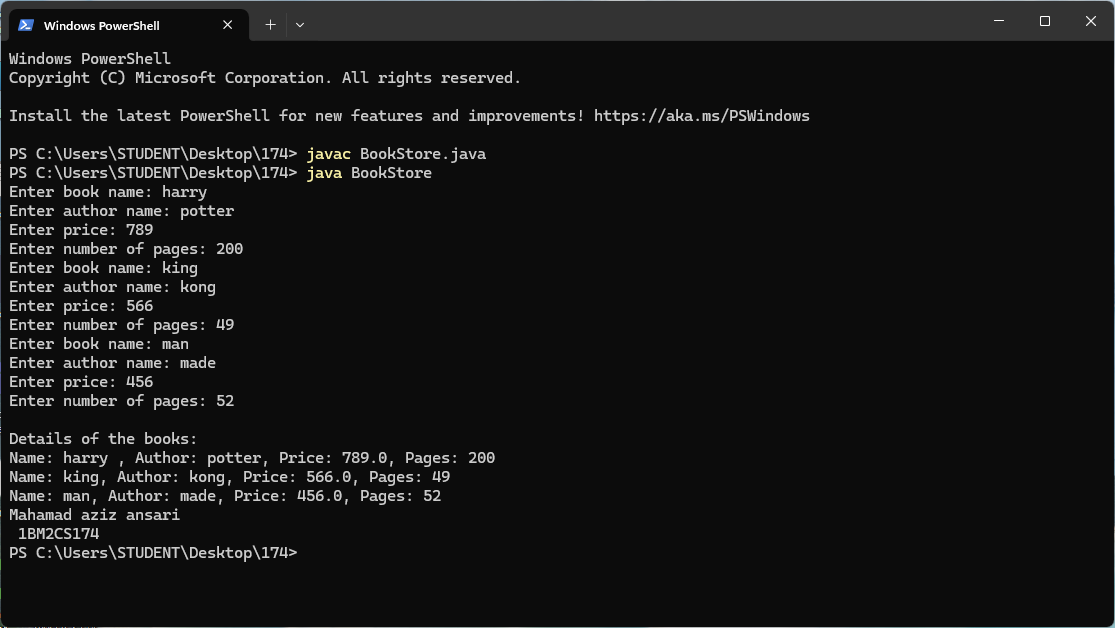 Windows PowerShell
Windows PowerShell
Copyright (C) Microsoft Corporation. All rights reserved.
Install the latest PowerShell for new features and improvements! https://aka.ms/PSWindows
PS C:\Users\STUDENT\Desktop\174> javac BookStore.java
PS C:\Users\STUDENT\Desktop\174> java BookStore
Enter book name: harry
Enter author name: potter
Enter price: 789
Enter number of pages: 200
Enter book name: king
Enter author name: kong
Enter price: 566
Enter number of pages: 49
Enter book name: man
Enter author name: made
Enter price: 456
Enter number of pages: 52
Details of the books:
Name: harry , Author: potter, Price: 789.0, Pages: 200
Name: king, Author: kong, Price: 566.0, Pages: 49
Name: man, Author: made, Price: 456.0, Pages: 52
Mahamad aziz ansari
 1BM2CS174
PS C:\Users\STUDENT\Desktop\174>